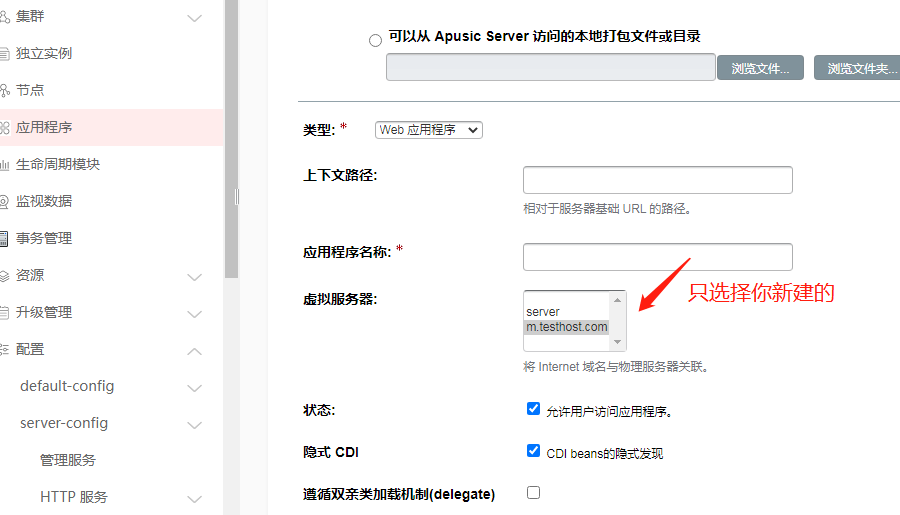 集群
独立实例
节点
应用程序
生命周期模块
监视数据
事务管理
资源
升级管理
配置
default-config
server-config
管理服务
HTTP 服务
可以从 Apusic Server 访问的本地打包文件或目录
浏览文件...
浏览文件夹...
类型: *
Web 应用程序
上下文路径:
相对于服务器基础 URL 的路径。
应用程序名称: *
虚拟服务器:
server
m.testhost.com
只选择你新建的
将 Internet 域名与物理服务器关联。
状态:
允许用户访问应用程序。
隐式 CDI
CDI beans的隐式发现
遵循双亲类加载机制(delegate)